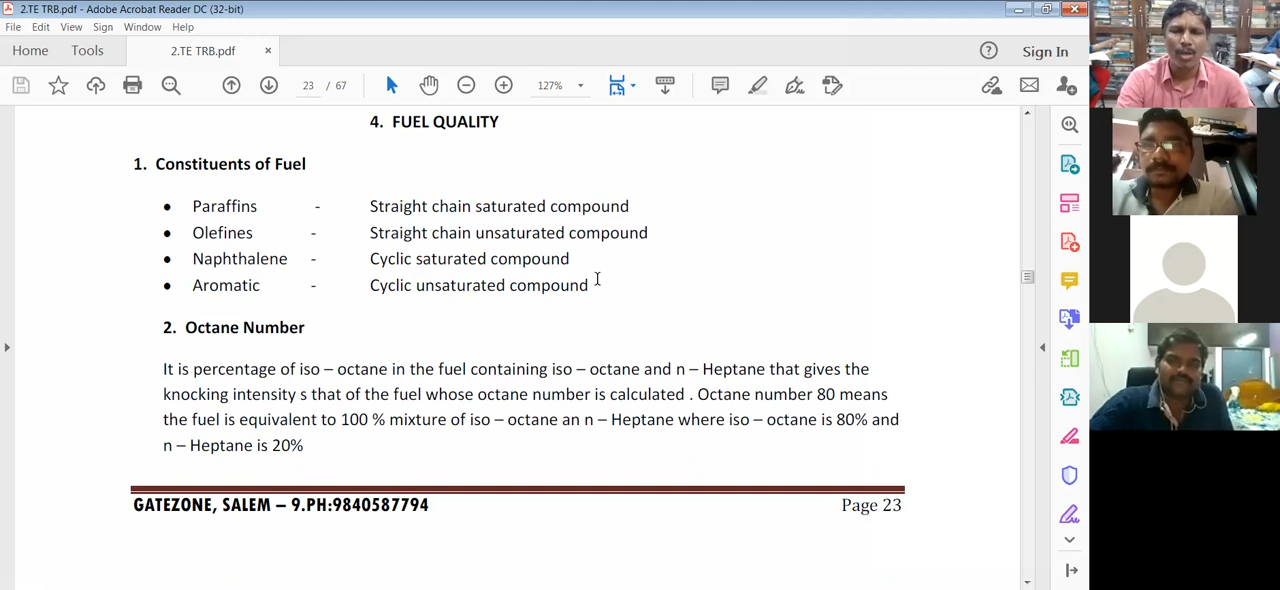 2.TE TRB.pdf - Adobe Acrobat Reader DC (32-bit)
File Edit View Sign Window Help
Home Tools 2.TE TRB.pdf × Sign In
23 / 67 127%
4. FUEL QUALITY
1. Constituents of Fuel
• Paraffins - Straight chain saturated compound
• Olefines - Straight chain unsaturated compound
• Naphthalene - Cyclic saturated compound
• Aromatic - Cyclic unsaturated compound
2. Octane Number
It is percentage of iso – octane in the fuel containing iso – octane and n – Heptane that gives the
knocking intensity s that of the fuel whose octane number is calculated . Octane number 80 means
the fuel is equivalent to 100 % mixture of iso – octane an n – Heptane where iso – octane is 80% and
n – Heptane is 20%
GATEZONE, SALEM – 9.PH:9840587794 Page 23